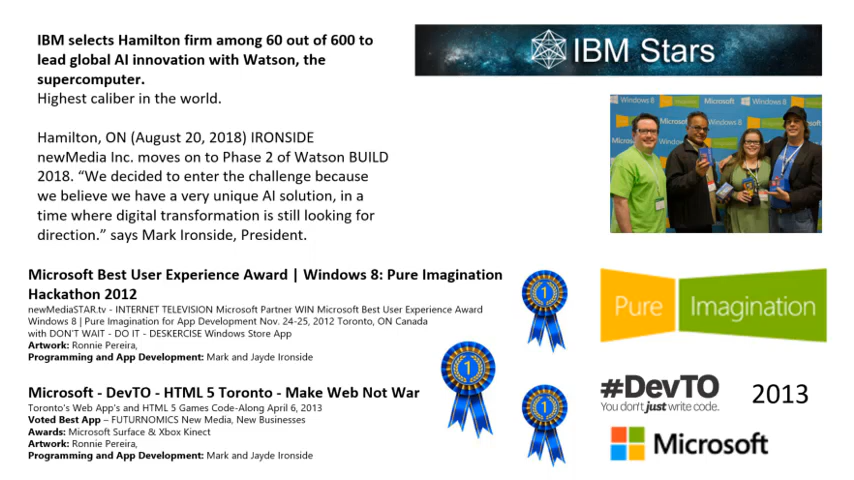 IBM selects Hamilton firm among 60 out of 600 to
lead global AI innovation with Watson, the
supercomputer.
Highest caliber in the world.
Hamilton, ON (August 20, 2018) IRONSIDE
newMedia Inc. moves on to Phase 2 of Watson BUILD
2018. “We decided to enter the challenge because
we believe we have a very unique AI solution, in a
time where digital transformation is still looking for
direction.” says Mark Ironside, President.
IBM Stars
Windows 8
Microsoft
Windows 8
Microsoft Best User Experience Award | Windows 8: Pure Imagination
Hackathon 2012
newMediaSTAR.tv - INTERNET TELEVISION Microsoft Partner WIN Microsoft Best User Experience Award
Windows 8 | Pure Imagination for App Development Nov. 24-25, 2012 Toronto, ON Canada
with DON'T WAIT - DO IT - DESKERCISE Windows Store App
Artwork: Ronnie Pereira,
Programming and App Development: Mark and Jayde Ironside
1
Pure Imagination
1
Microsoft - DevTO - HTML 5 Toronto - Make Web Not War
Toronto's Web App's and HTML 5 Games Code-Along April 6, 2013
Voted Best App – FUTURNOMICS New Media, New Businesses
Awards: Microsoft Surface & Xbox Kinect
Artwork: Ronnie Pereira,
Programming and App Development: Mark and Jayde Ironside
1
#DevTO
You don't just write code.
2013
Microsoft